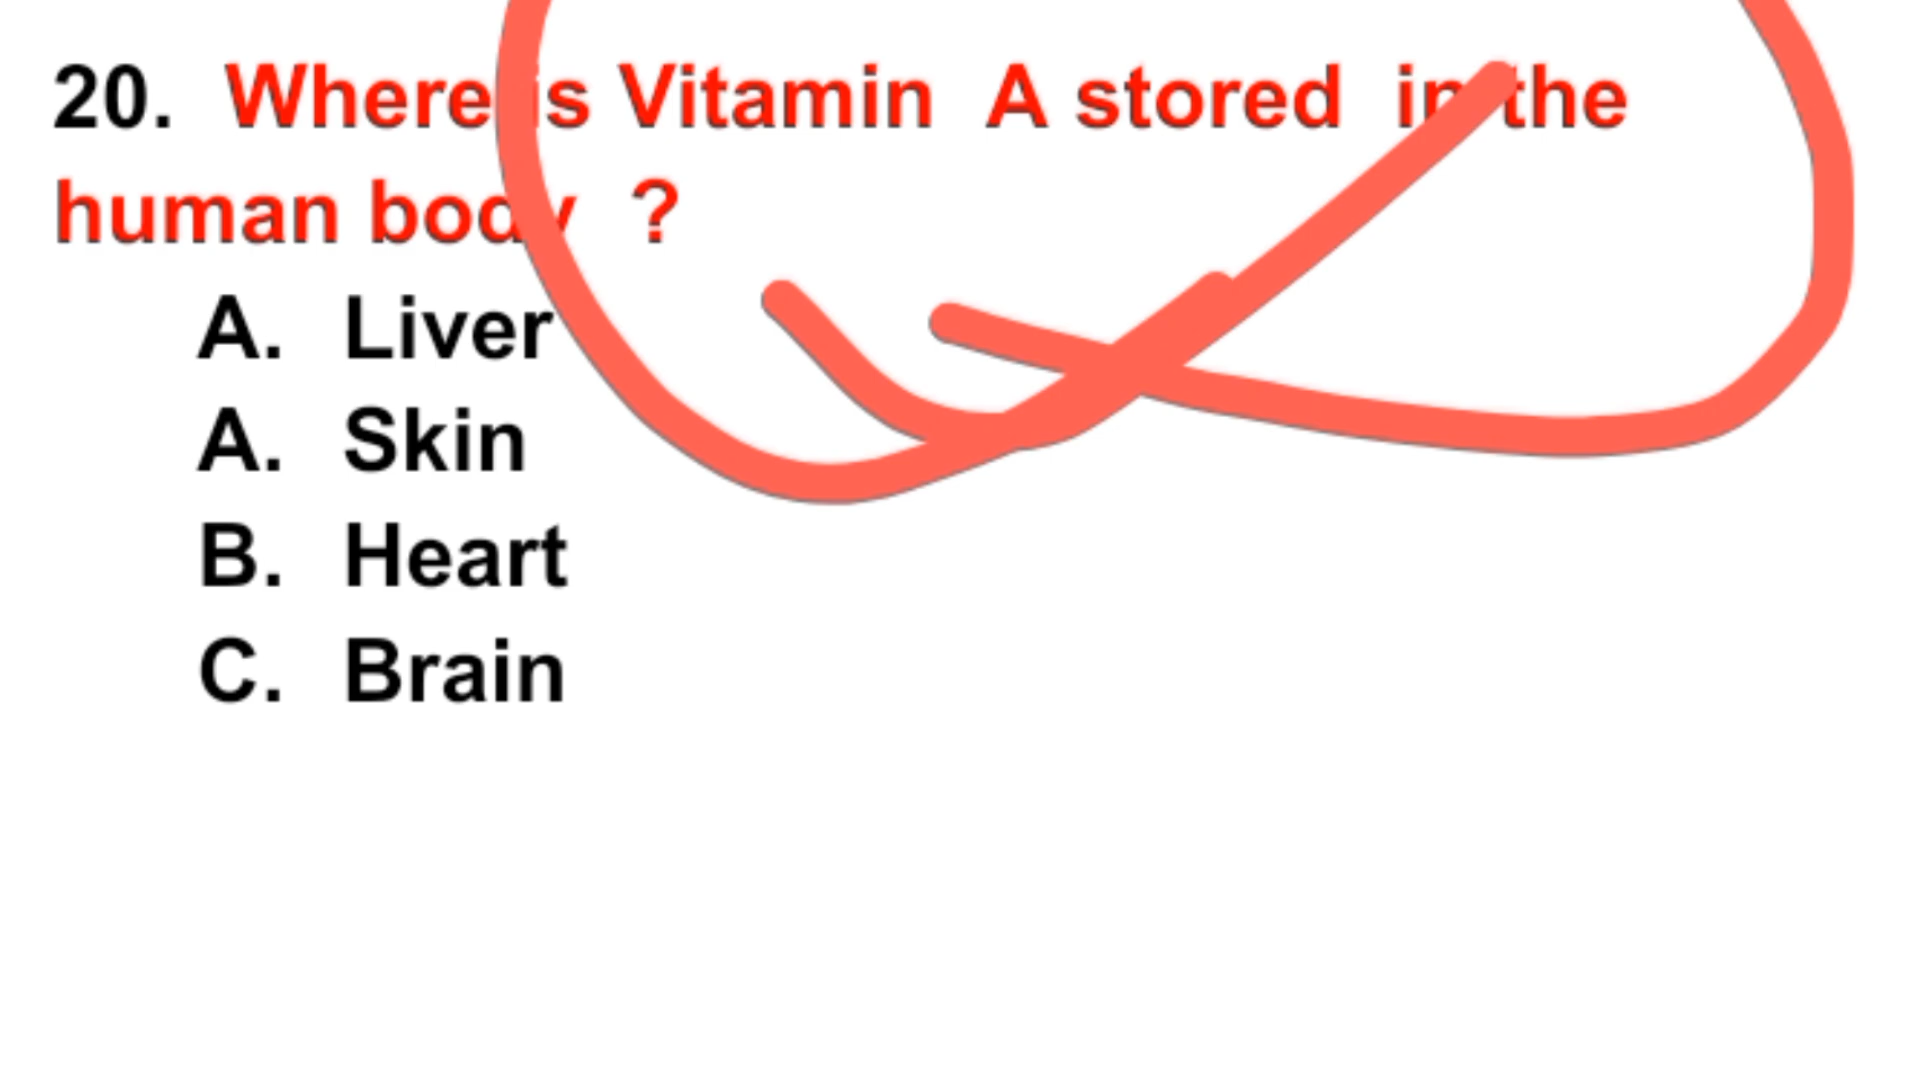 20. Where is Vitamin A stored in the
human body ?
A. Liver
A. Skin
B. Heart
C. Brain